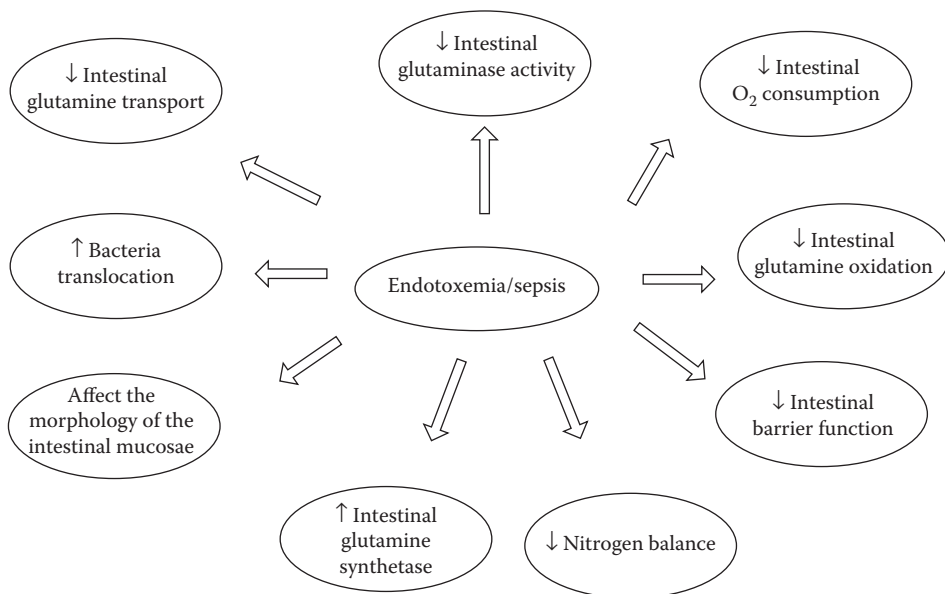 ↓ Intestinal
glutamine transport
↓ Intestinal
glutaminase activity
↓ Intestinal
O₂ consumption
↑ Bacteria
translocation
Endotoxemia/sepsis
↓ Intestinal
glutamine oxidation
Affect the
morphology of the
intestinal mucosae
↓ Intestinal
barrier function
↑ Intestinal
glutamine
synthetase
↓ Nitrogen balance